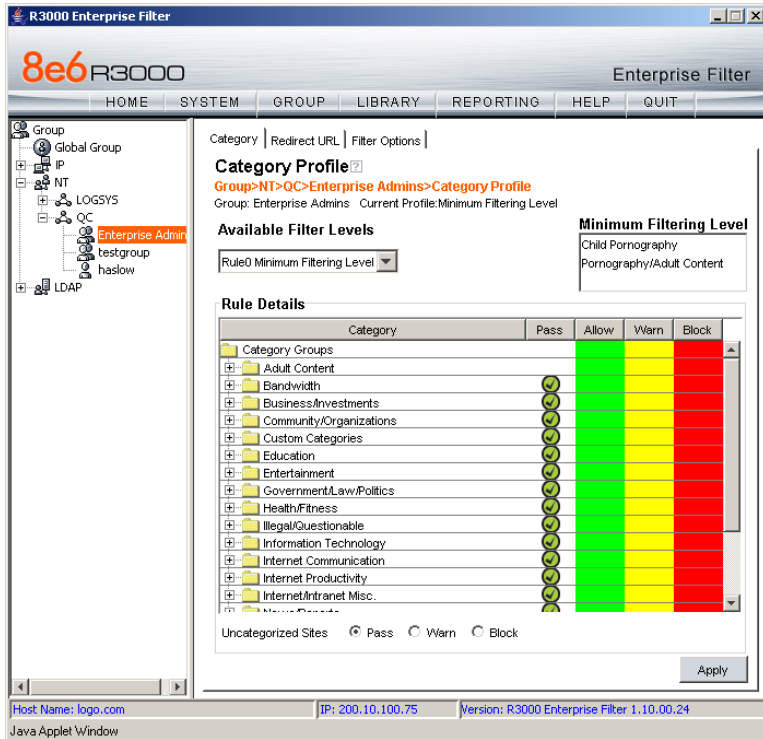 R3000 Enterprise Filter
8e6 R3000
Enterprise Filter
HOME SYSTEM GROUP LIBRARY REPORTING HELP QUIT
Group
Global Group
IP
NT
LOGSYS
QC
Enterprise Admin
testgroup
haslow
LDAP
Category Redirect URL Filter Options
Category Profile ?
Group>NT>QC>Enterprise Admins>Category Profile
Group: Enterprise Admins Current Profile:Minimum Filtering Level
Available Filter Levels
Rule0 Minimum Filtering Level
Minimum Filtering Level
Child Pornography
Pornography/Adult Content
Rule Details
Category Pass Allow Warn Block
Category Groups
Adult Content
Bandwidth
Business/Investments
Community/Organizations
Custom Categories
Education
Entertainment
Government/Law/Politics
Health/Fitness
Illegal/Questionable
Information Technology
Internet Communication
Internet Productivity
Internet/Intranet Misc.
Uncategorized Sites Pass Warn Block
Apply
Host Name: logo.com IP: 200.10.100.75 Version: R3000 Enterprise Filter 1.10.00.24
Java Applet Window